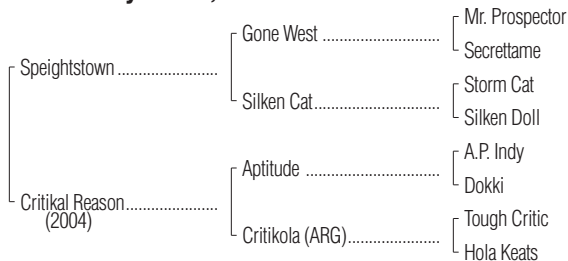 Mr. Prospector
Gone West
Secrettame
Speightstown
Storm Cat
Silken Cat
Silken Doll
A.P. Indy
Aptitude
Dokki
Critikal Reason
(2004)
Tough Critic
Critikola (ARG)
Hola Keats